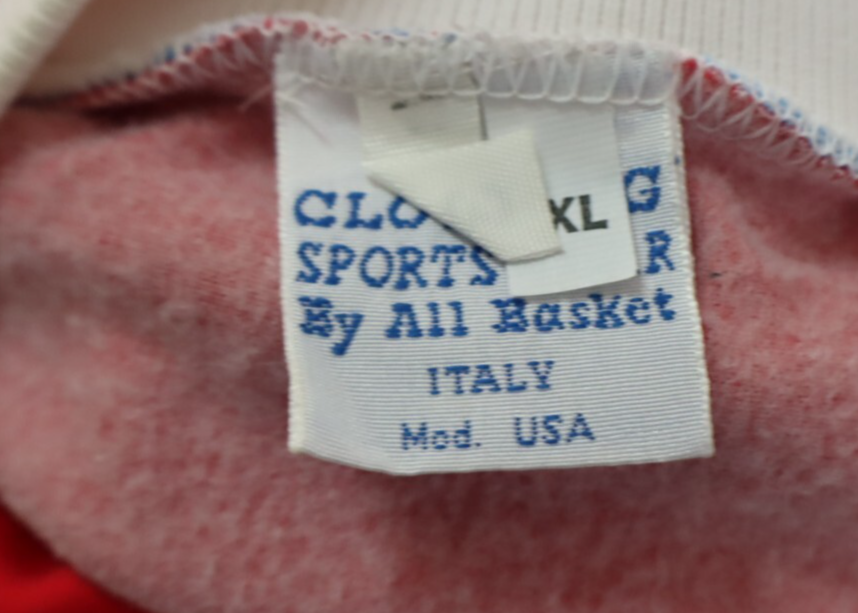 XL
SPORTS
By All Basket
ITALY
Mod. USA